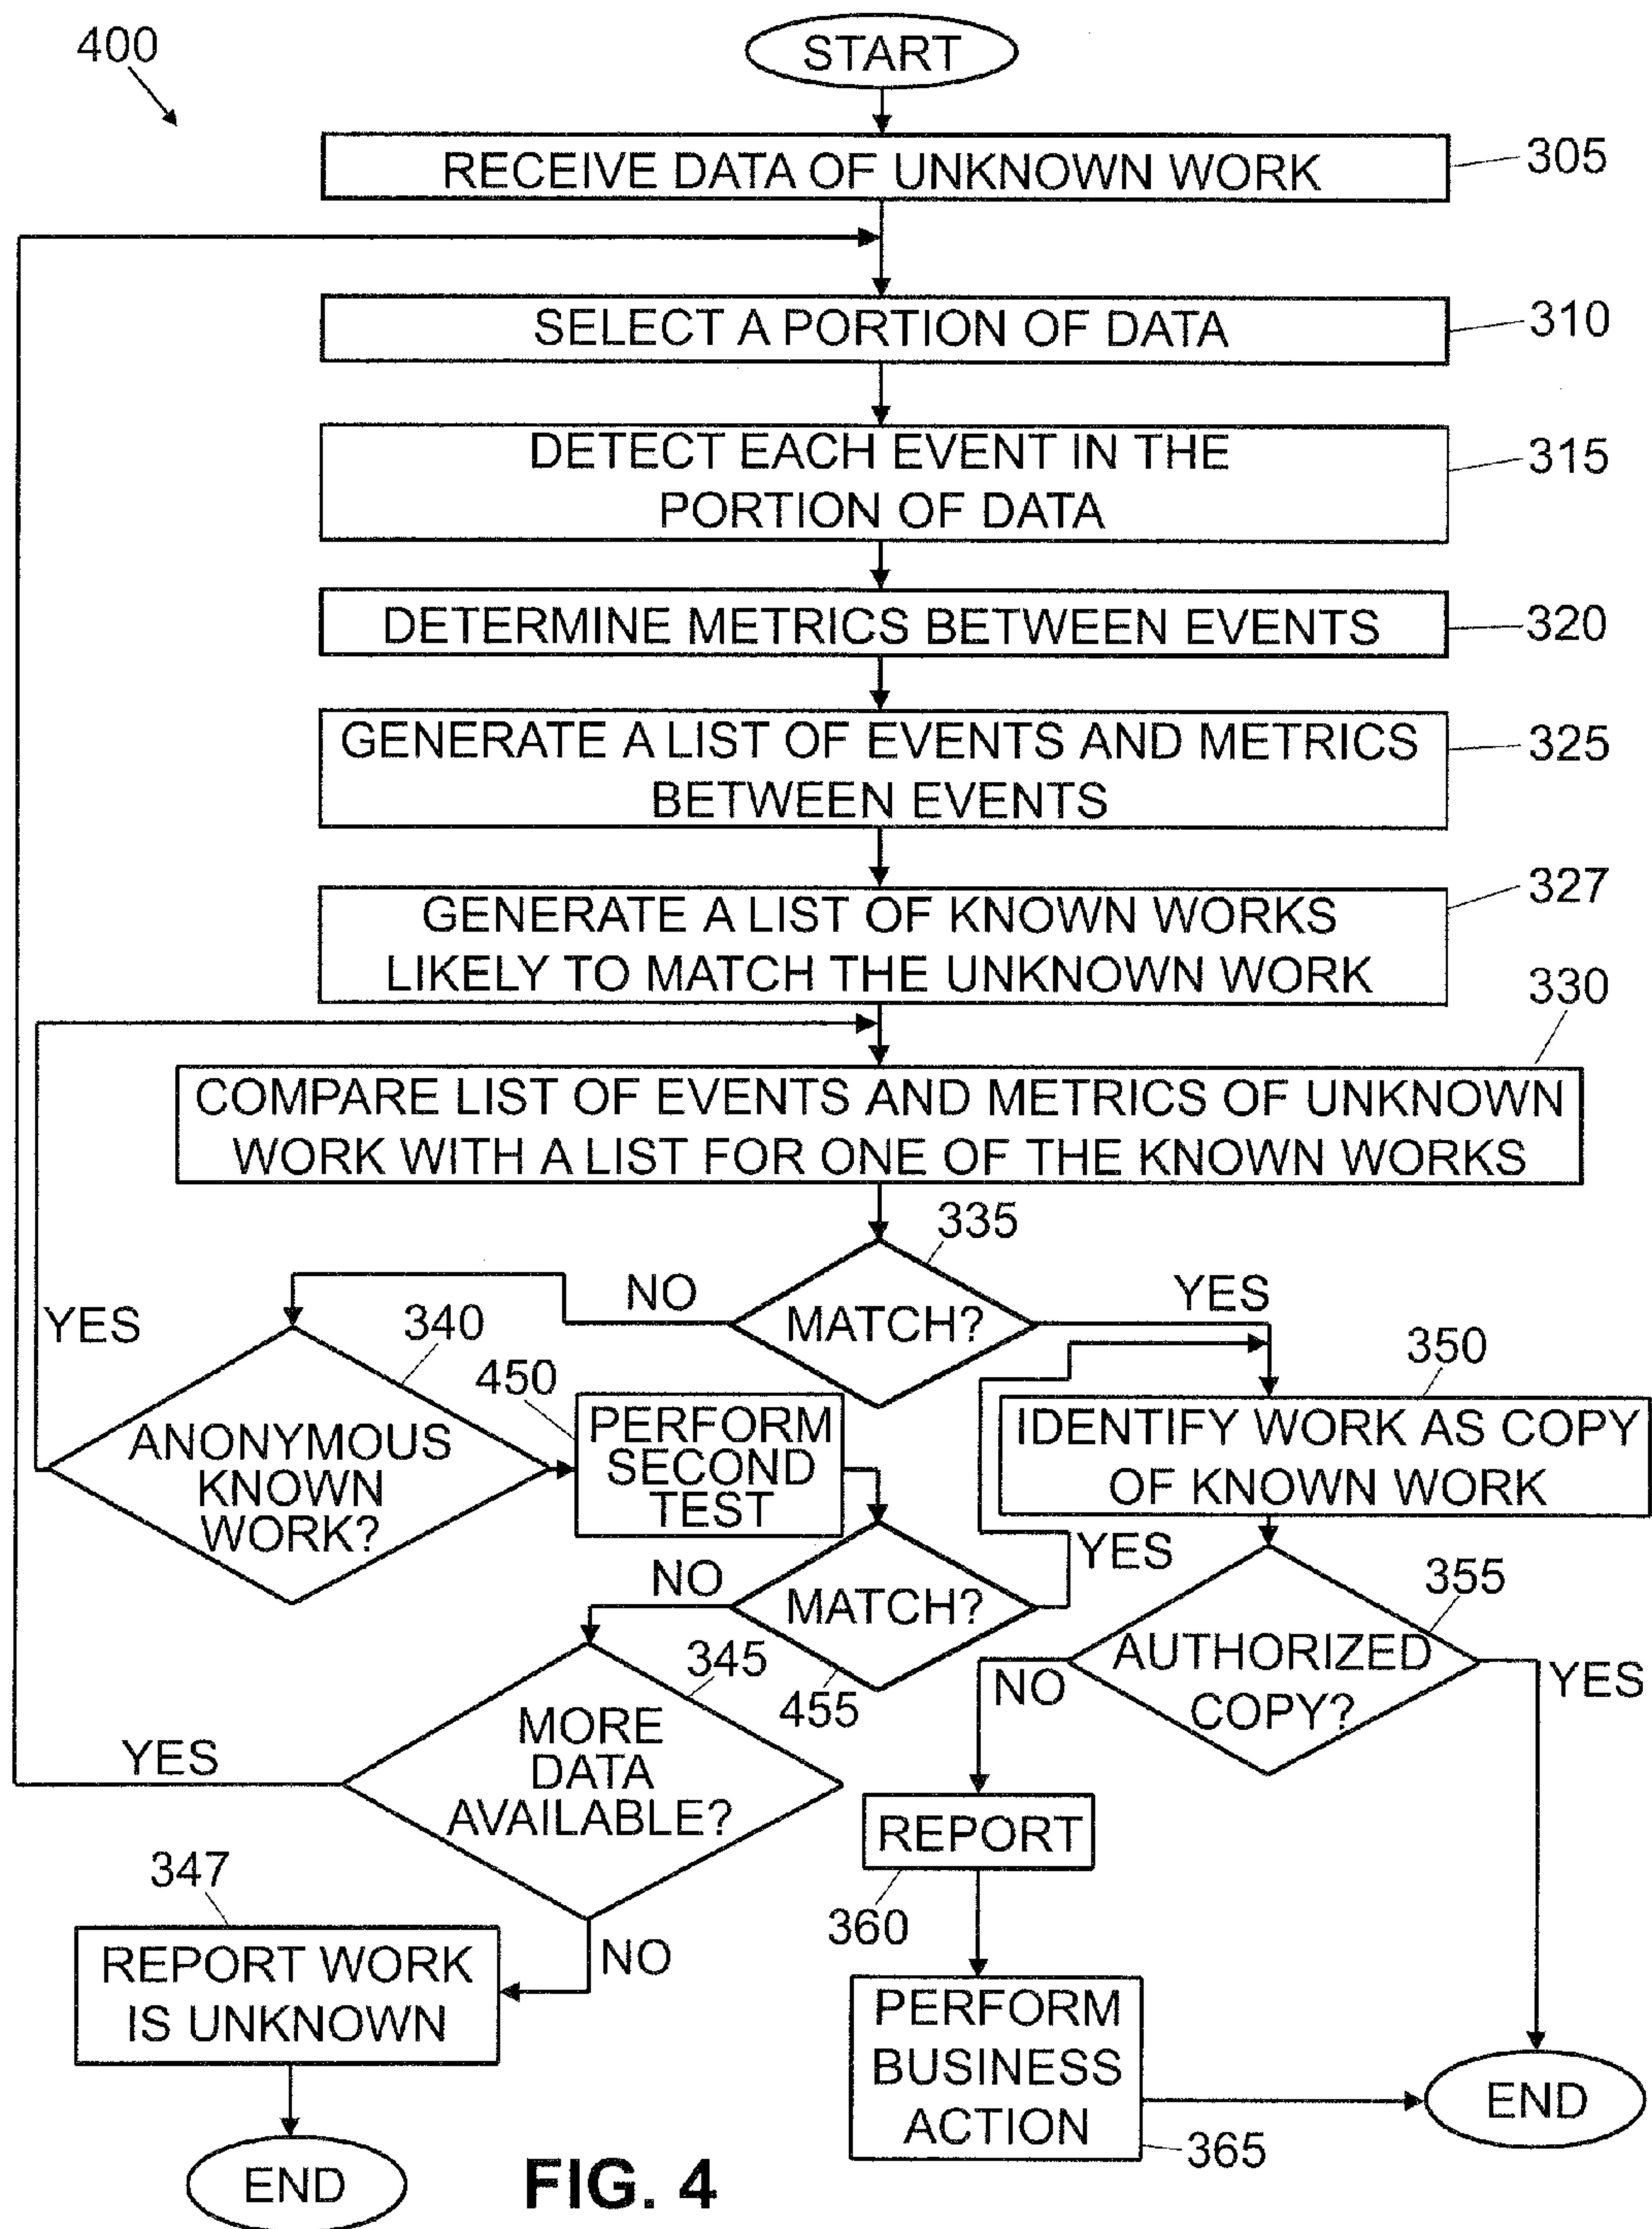 400
START
RECEIVE DATA OF UNKNOWN WORK
305
SELECT A PORTION OF DATA
310
DETECT EACH EVENT IN THE
PORTION OF DATA
315
DETERMINE METRICS BETWEEN EVENTS
320
GENERATE A LIST OF EVENTS AND METRICS
BETWEEN EVENTS
325
GENERATE A LIST OF KNOWN WORKS
LIKELY TO MATCH THE UNKNOWN WORK
327
330
COMPARE LIST OF EVENTS AND METRICS OF UNKNOWN
WORK WITH A LIST FOR ONE OF THE KNOWN WORKS
335
MATCH?
NO
YES
YES
340
ANONYMOUS
KNOWN
WORK?
450
PERFORM
SECOND
TEST
350
IDENTIFY WORK AS COPY
OF KNOWN WORK
MATCH?
NO
YES
455
355
AUTHORIZED
COPY?
NO
YES
345
MORE
DATA
AVAILABLE?
YES
NO
347
REPORT WORK
IS UNKNOWN
END
REPORT
360
PERFORM
BUSINESS
ACTION
365
END
FIG. 4